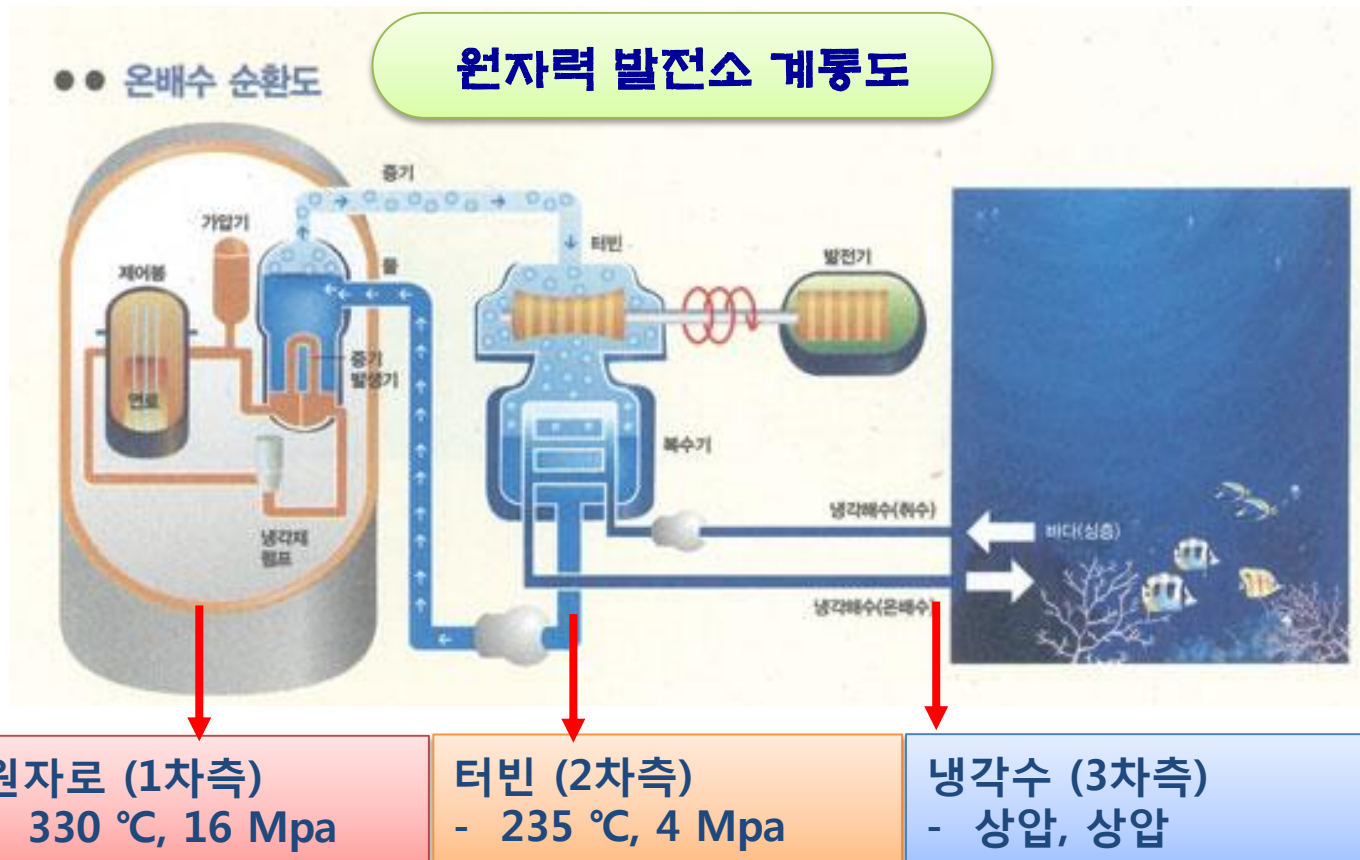 원자력 발전소 계통도
●● 온배수 순환도
증기
가압기
물
터빈
발전기
제어봉
증기
발생기
연료
복수기
냉각해수(취수)
바다(심층)
냉각제
펌프
냉각해수(온배수)
원자로 (1차측)
330 ℃, 16 Mpa
터빈 (2차측)
- 235 ℃, 4 Mpa
냉각수 (3차측)
- 상압, 상압